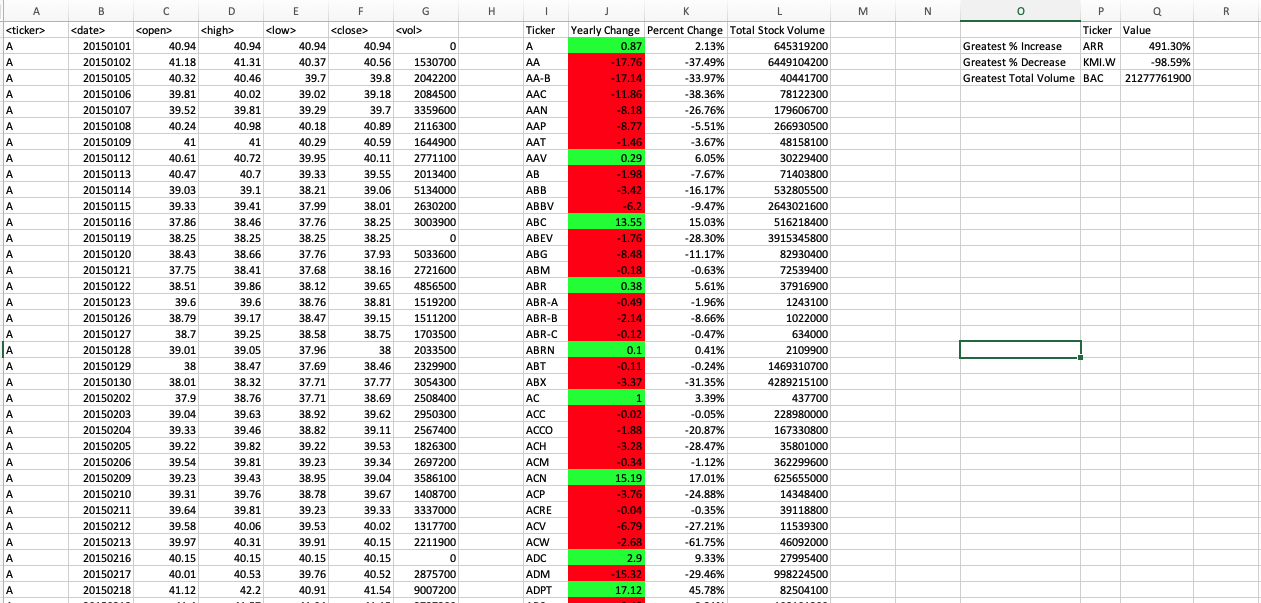 A B C D E F G H I J K L M N O P Q R
<ticker> <date> <open> <high> <low> <close> <vol> Ticker Yearly Change Percent Change Total Stock Volume Ticker Value
A 20150101 40.94 40.94 40.94 40.94 0 A 0.87 2.13% 645319200 Greatest % Increase ARR 491.30%
A 20150102 41.18 41.31 40.37 40.56 1530700 AA -17.76 -37.49% 6449104200 Greatest % Decrease KMI.W -98.59%
A 20150105 40.32 40.46 39.7 39.8 2042200 AA-B -17.14 -33.97% 40441700 Greatest Total Volume BAC 21277761900
A 20150106 39.81 40.02 39.02 39.18 2084500 AAC -11.86 -38.36% 78122300
A 20150107 39.52 39.81 39.29 39.7 3359600 AAN -8.18 -26.76% 179606700
A 20150108 40.24 40.98 40.18 40.89 2116300 AAP -8.77 -5.51% 266930500
A 20150109 41 41 40.29 40.59 1644900 AAT -1.46 -3.67% 48158100
A 20150112 40.61 40.72 39.95 40.11 2771100 AAV 0.29 6.05% 30229400
A 20150113 40.47 40.7 39.33 39.55 2013400 AB -1.98 -7.67% 71403800
A 20150114 39.03 39.1 38.21 39.06 5134000 ABB -3.42 -16.17% 532805500
A 20150115 39.33 39.41 37.99 38.01 2630200 ABBV -6.2 -9.47% 2643021600
A 20150116 37.86 38.46 37.76 38.25 3003900 ABC 13.55 15.03% 516218400
A 20150119 38.25 38.25 38.25 38.25 0 ABEV -1.76 -28.30% 3915345800
A 20150120 38.43 38.66 37.76 37.93 5033600 ABG -8.48 -11.17% 82930400
A 20150121 37.75 38.41 37.68 38.16 2721600 ABM -0.18 -0.63% 72539400
A 20150122 38.51 39.86 38.12 39.65 4856500 ABR 0.38 5.61% 37916900
A 20150123 39.6 39.6 38.76 38.81 1519200 ABR-A -0.49 -1.96% 1243100
A 20150126 38.79 39.17 38.47 39.15 1511200 ABR-B -2.14 -8.66% 1022000
A 20150127 38.7 39.25 38.58 38.75 1703500 ABR-C -0.12 -0.47% 634000
A 20150128 39.01 39.05 37.96 38 2033500 ABRN 0.1 0.41% 2109900
A 20150129 38 38.47 37.69 38.46 2329900 ABT -0.11 -0.24% 1469310700
A 20150130 38.01 38.32 37.71 37.77 3054300 ABX -3.37 -31.35% 4289215100
A 20150202 37.9 38.76 37.71 38.69 2508400 AC 1 3.39% 437700
A 20150203 39.04 39.63 38.92 39.62 2950300 ACC -0.02 -0.05% 228980000
A 20150204 39.33 39.46 38.82 39.11 2567400 ACCO -1.88 -20.87% 167330800
A 20150205 39.22 39.82 39.22 39.53 1826300 ACH -3.28 -28.47% 35801000
A 20150206 39.54 39.81 39.23 39.34 2697200 ACM -0.34 -1.12% 362299600
A 20150209 39.23 39.43 38.95 39.04 3586100 ACN 15.19 17.01% 625655000
A 20150210 39.31 39.76 38.78 39.67 1408700 ACP -3.76 -24.88% 14348400
A 20150211 39.64 39.81 39.23 39.33 3337000 ACRE -0.04 -0.35% 39118800
A 20150212 39.58 40.06 39.53 40.02 1317700 ACV -6.79 -27.21% 11539300
A 20150213 39.97 40.31 39.91 40.15 2211900 ACW -2.68 -61.75% 46092000
A 20150216 40.15 40.15 40.15 40.15 0 ADC 2.9 9.33% 27995400
A 20150217 40.01 40.53 39.76 40.52 2875700 ADM -15.32 -29.46% 998224500
A 20150218 41.12 42.2 40.91 41.54 9007200 ADPT 17.12 45.78% 82504100